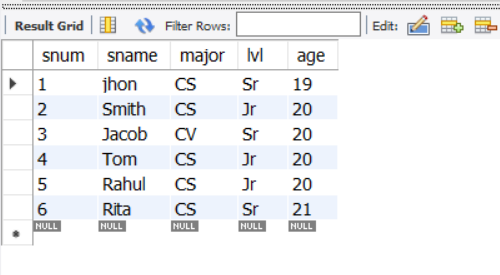 Result Grid Filter Rows: Edit:
snum sname major lvl age
1 jhon CS Sr 19
2 Smith CS Jr 20
3 Jacob CV Sr 20
4 Tom CS Jr 20
5 Rahul CS Jr 20
6 Rita CS Sr 21
NULL NULL NULL NULL NULL